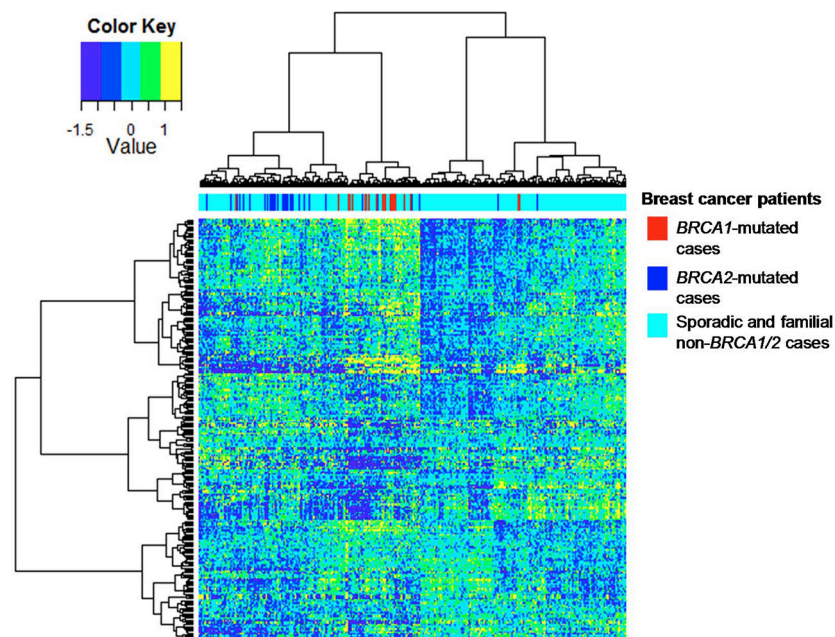 Color Key
-1.5 0 1
Value
Breast cancer patients
BRCA1-mutated
cases
BRCA2-mutated
cases
Sporadic and familial
non-BRCA1/2 cases